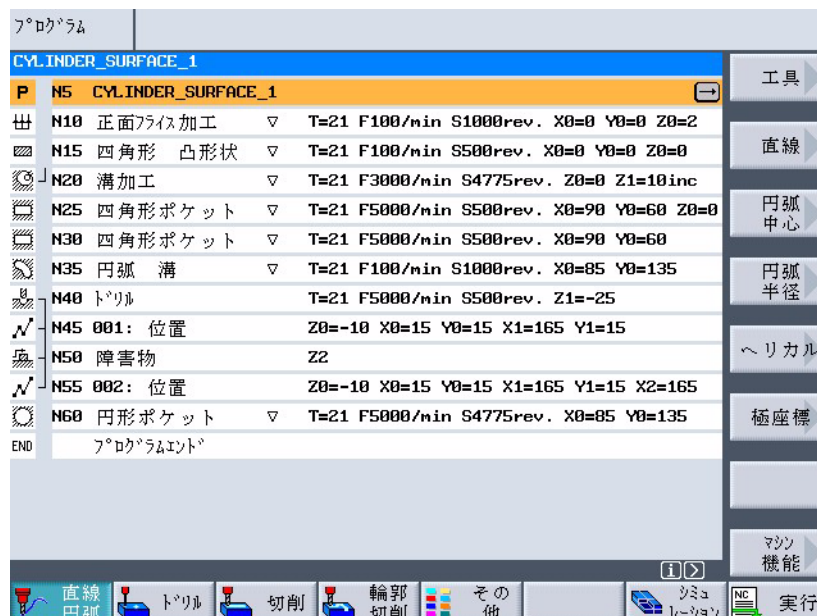 ﾌﾟﾛｸﾞﾗﾑ
CYLINDER_SURFACE_1
P N5 CYLINDER_SURFACE_1
N10 正面ﾌﾗｲｽ加工 ▽ T=21 F100/min S1000rev. X0=0 Y0=0 Z0=2
N15 四角形 凸形状 ▽ T=21 F100/min S500rev. X0=0 Y0=0 Z0=0
N20 溝加工 ▽ T=21 F3000/min S4775rev. Z0=0 Z1=10inc
N25 四角形ポケット ▽ T=21 F5000/min S500rev. X0=90 Y0=60 Z0=0
N30 四角形ポケット ▽ T=21 F5000/min S500rev. X0=90 Y0=60
N35 円弧 溝 ▽ T=21 F100/min S1000rev. X0=85 Y0=135
N40 ﾄﾞﾘﾙ T=21 F5000/min S500rev. Z1=-25
N45 001: 位置 Z0=-10 X0=15 Y0=15 X1=165 Y1=15
N50 障害物 Z2
N55 002: 位置 Z0=-10 X0=15 Y0=15 X1=165 Y1=15 X2=165
N60 円形ポケット ▽ T=21 F5000/min S4775rev. X0=85 Y0=135
END ﾌﾟﾛｸﾞﾗﾑｴﾝﾄﾞ
工具
直線
円弧
中心
円弧
半径
ヘリカル
極座標
ﾏｼﾝ
機能
直線
円弧
ﾄﾞﾘﾙ
切削
輪郭
切削
その
他
ｼﾐｭ
ﾚｰｼｮﾝ
NC
実行